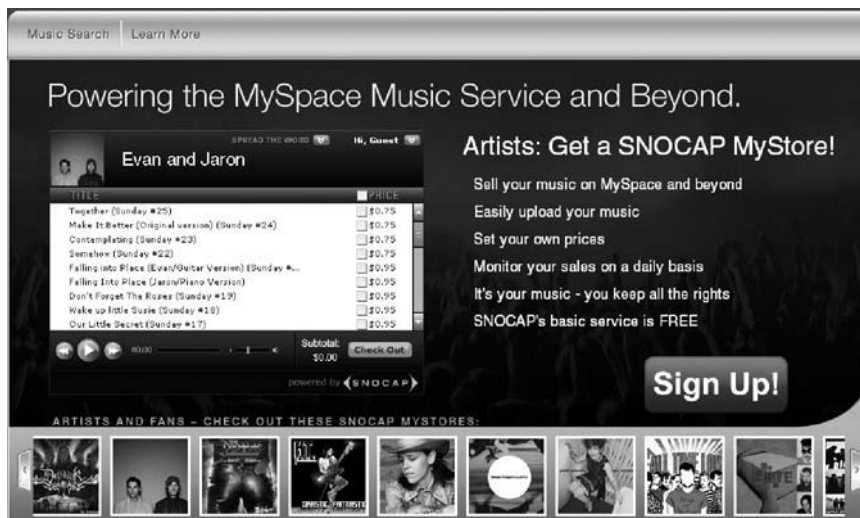 Music Search Learn More
Powering the MySpace Music Service and Beyond.
SPREAD THE WORD Hi, Guest
Evan and Jaron
TITLE PRICE
Together (Sunday #25) $0.75
Make It Better (Original version) (Sunday #24) $0.75
Contemplating (Sunday #23) $0.75
Somehow (Sunday #22) $0.75
Falling into Place (Evan/Guitar Version) (Sunday #... $0.95
Falling Into Place (Jaron/Piano Version) $0.95
Don't Forget The Roses (Sunday #19) $0.95
Wake up little Susie (Sunday #18) $0.95
Our Little Secret (Sunday #17) $0.95
00:00
Subtotal:
$0.00
Check Out
powered by SNOCAP
Artists: Get a SNOCAP MyStore!
Sell your music on MySpace and beyond
Easily upload your music
Set your own prices
Monitor your sales on a daily basis
It's your music - you keep all the rights
SNOCAP's basic service is FREE
Sign Up!
ARTISTS AND FANS – CHECK OUT THESE SNOCAP MYSTORES:
DRASTIC FANTASTIC